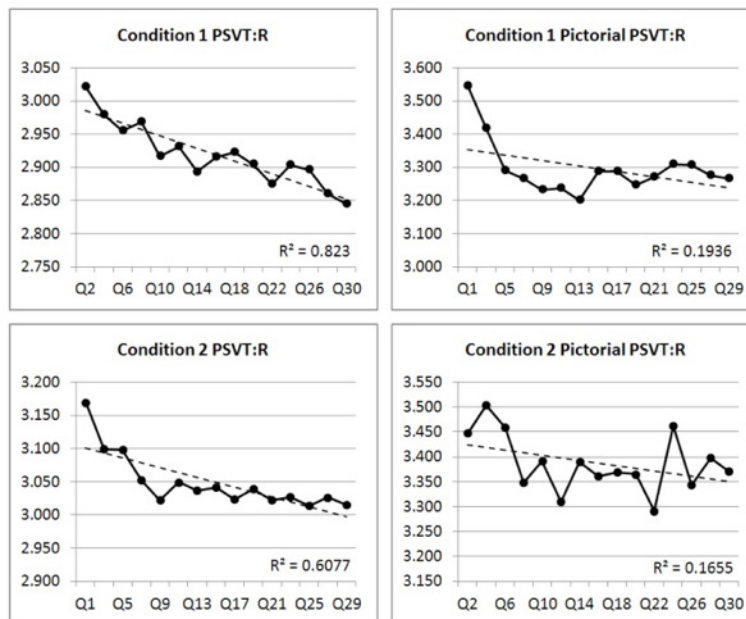 Condition 1 PSVT:R
3.050
3.000
2.950
2.900
2.850
2.800
2.750
R² = 0.823
Q2 Q6 Q10 Q14 Q18 Q22 Q26 Q30
Condition 1 Pictorial PSVT:R
3.600
3.500
3.400
3.300
3.200
3.100
3.000
R² = 0.1936
Q1 Q5 Q9 Q13 Q17 Q21 Q25 Q29
Condition 2 PSVT:R
3.200
3.150
3.100
3.050
3.000
2.950
2.900
R² = 0.6077
Q1 Q5 Q9 Q13 Q17 Q21 Q25 Q29
Condition 2 Pictorial PSVT:R
3.550
3.500
3.450
3.400
3.350
3.300
3.250
3.200
3.150
R² = 0.1655
Q2 Q6 Q10 Q14 Q18 Q22 Q26 Q30